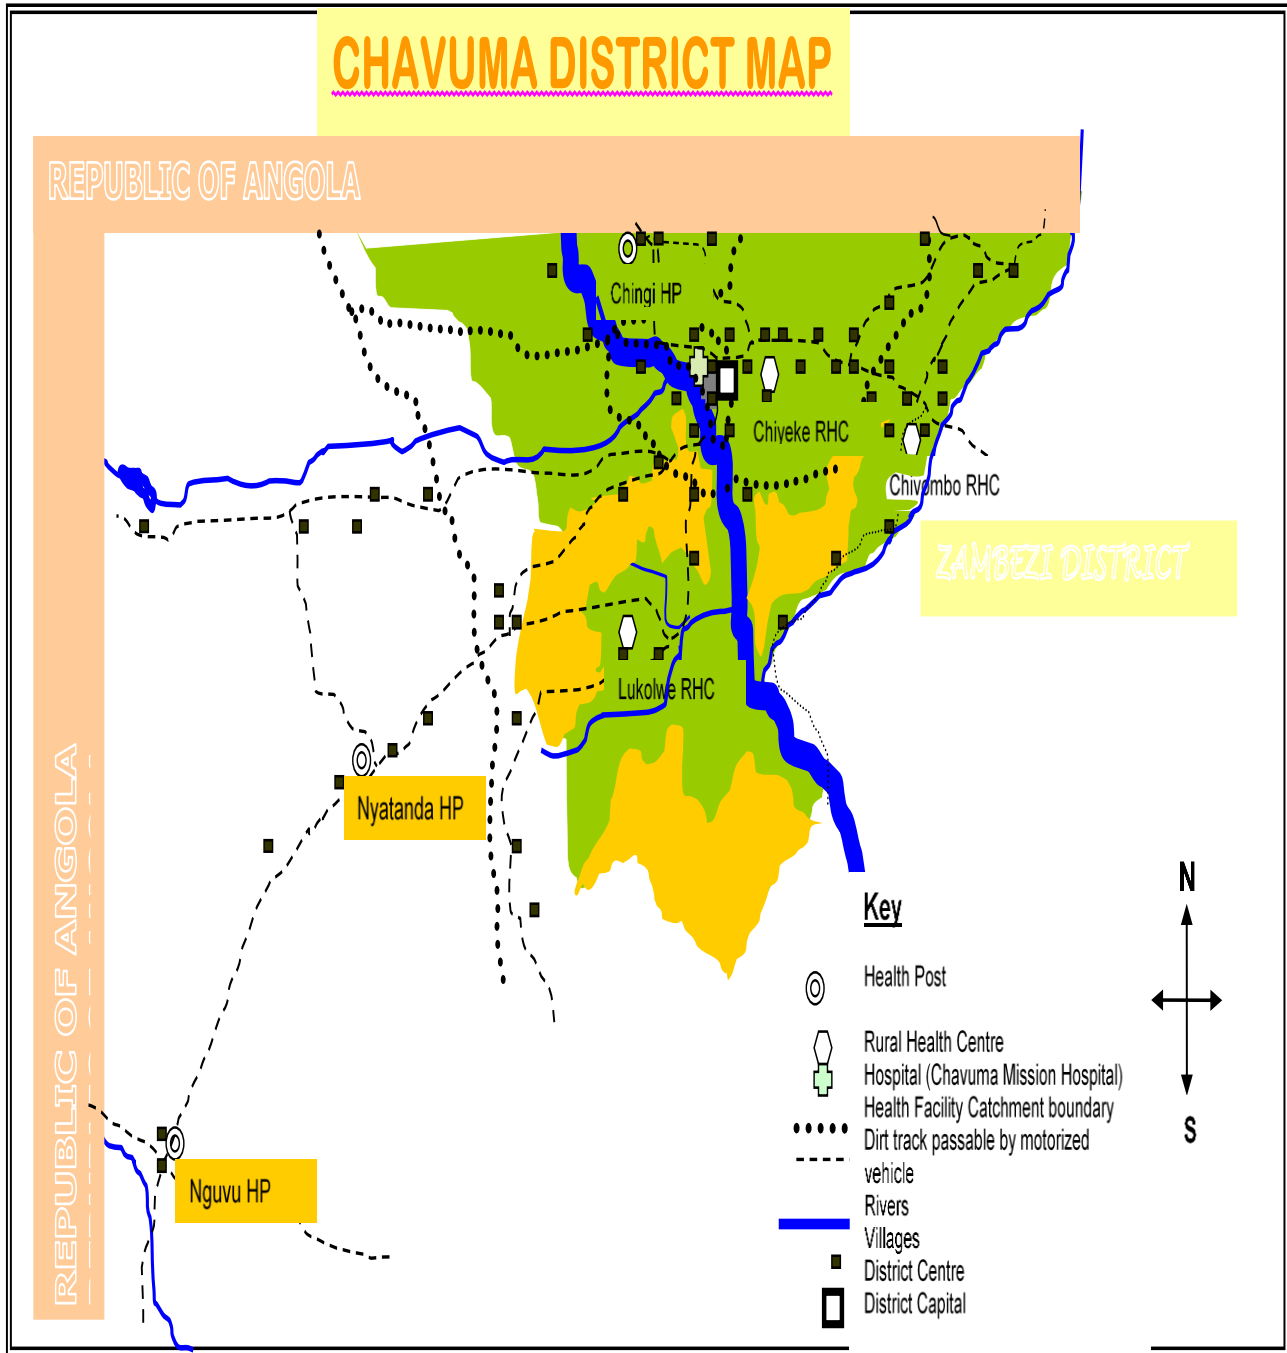 CHAVUMA DISTRICT MAP
REPUBLIC OF ANGOLA
Chingi HP
Chiyeke RHC
Chivombo RHC
ZAMBEZI DISTRICT
Lukolwe RHC
REPUBLIC OF ANGOLA
Nyatanda HP
Nguvu HP
N
S
Key
Health Post
Rural Health Centre
Hospital (Chavuma Mission Hospital)
Health Facility Catchment boundary
Dirt track passable by motorized
vehicle
Rivers
Villages
District Centre
District Capital